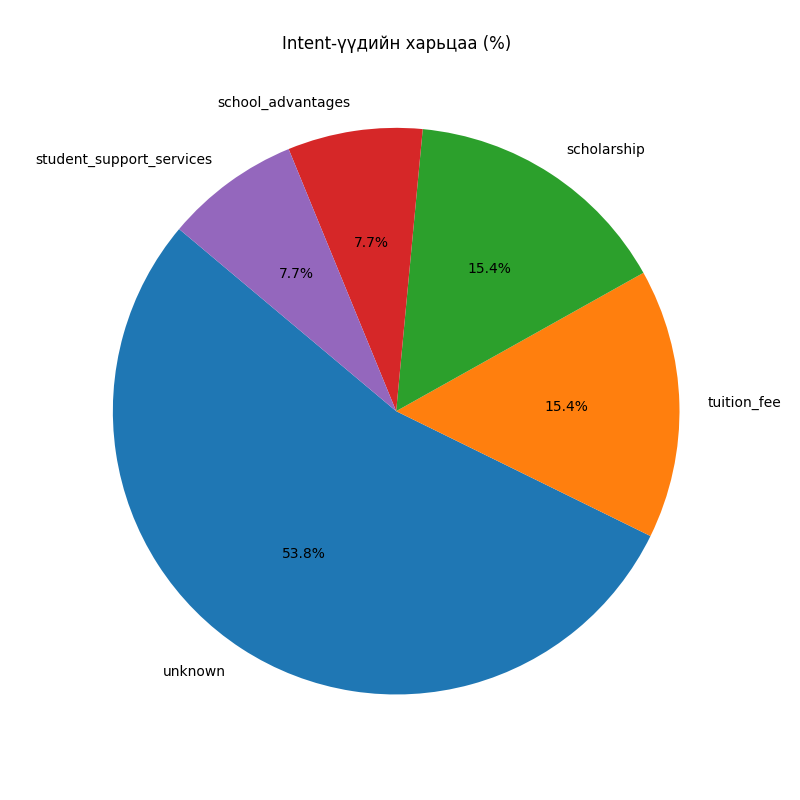 Intent-үүдийн харьцаа (%)
school_advantages
scholarship
student_support_services
7.7%
15.4%
7.7%
tuition_fee
15.4%
53.8%
unknown